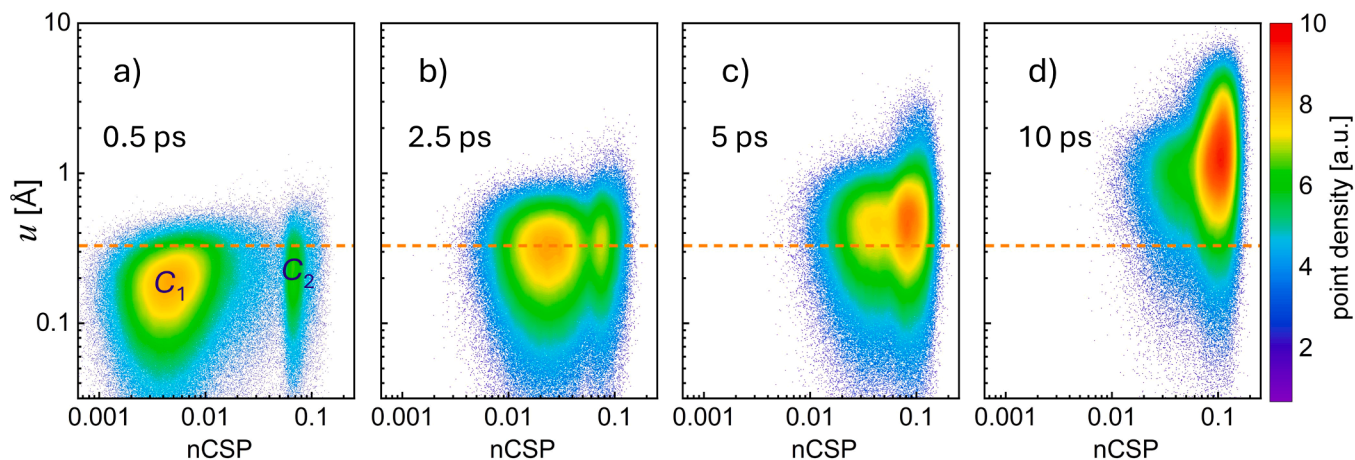 10
1
0.1
u [Å]
a)
0.5 ps
C1
C2
0.001
0.01
0.1
nCSP
b)
2.5 ps
0.001
0.01
0.1
nCSP
c)
5 ps
0.001
0.01
0.1
nCSP
d)
10 ps
0.001
0.01
0.1
nCSP
10
8
6
4
2
point density [a.u.]